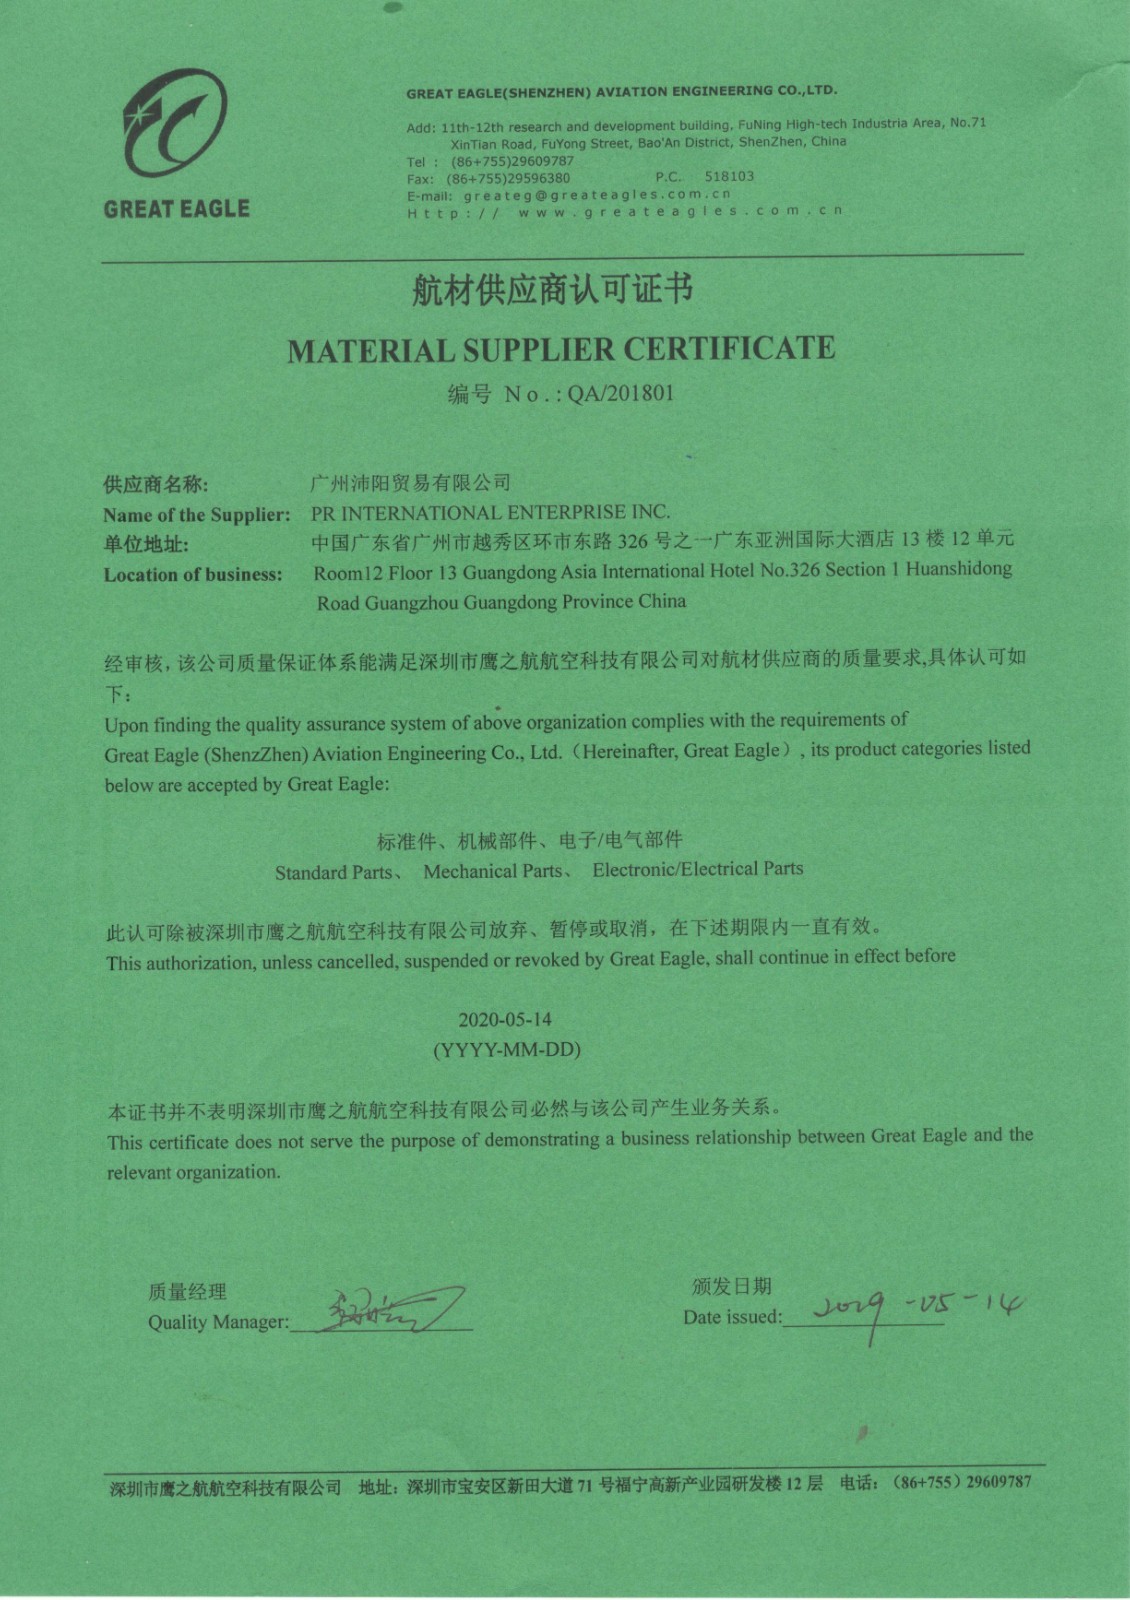 GREAT EAGLE
GREAT EAGLE(SHENZHEN) AVIATION ENGINEERING CO.,LTD.
Add: 11th-12th research and development building, FuNing High-tech Industria Area, No.71
XinTian Road, FuYong Street, Bao'An District, ShenZhen, China
Tel : (86+755)29609787
Fax: (86+755)29596380 P.C. 518103
E-mail: greateg@greateagles.com.cn
Http:// www.greateagles.com.cn
航材供应商认可证书
MATERIAL SUPPLIER CERTIFICATE
编号 No.: QA/201801
供应商名称: 广州沛阳贸易有限公司
Name of the Supplier: PR INTERNATIONAL ENTERPRISE INC.
单位地址: 中国广东省广州市越秀区环市东路 326 号之一广东亚洲国际大酒店 13 楼 12 单元
Location of business: Room12 Floor 13 Guangdong Asia International Hotel No.326 Section 1 Huanshidong
Road Guangzhou Guangdong Province China
经审核，该公司质量保证体系能满足深圳市鹰之航航空科技有限公司对航材供应商的质量要求,具体认可如
下：
Upon finding the quality assurance system of above organization complies with the requirements of
Great Eagle (ShenzZhen) Aviation Engineering Co., Ltd.（Hereinafter, Great Eagle）, its product categories listed
below are accepted by Great Eagle:
标准件、机械部件、电子/电气部件
Standard Parts、 Mechanical Parts、 Electronic/Electrical Parts
此认可除被深圳市鹰之航航空科技有限公司放弃、暂停或取消，在下述期限内一直有效。
This authorization, unless cancelled, suspended or revoked by Great Eagle, shall continue in effect before
2020-05-14
(YYYY-MM-DD)
本证书并不表明深圳市鹰之航航空科技有限公司必然与该公司产生业务关系。
This certificate does not serve the purpose of demonstrating a business relationship between Great Eagle and the
relevant organization.
质量经理
Quality Manager:
颁发日期
Date issued: 2019-05-14
深圳市鹰之航航空科技有限公司 地址：深圳市宝安区新田大道 71 号福宁高新产业园研发楼 12 层 电话：（86+755）29609787